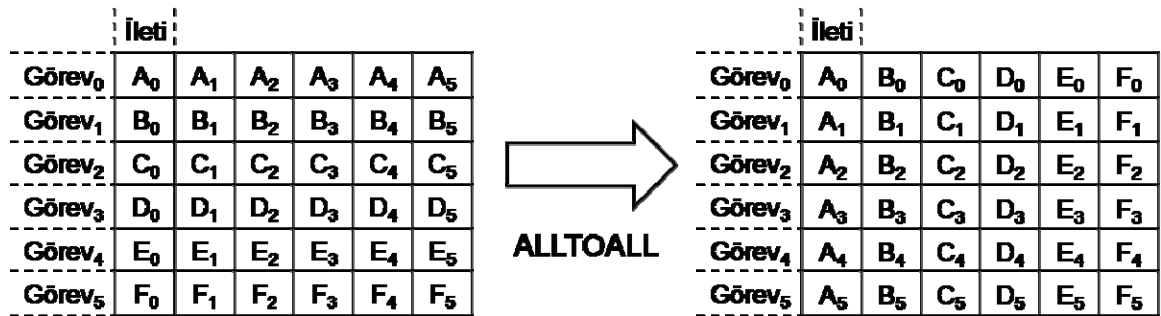 İleti İleti
Görev₀ A₀ A₁ A₂ A₃ A₄ A₅ Görev₀ A₀ B₀ C₀ D₀ E₀ F₀
Görev₁ B₀ B₁ B₂ B₃ B₄ B₅ Görev₁ A₁ B₁ C₁ D₁ E₁ F₁
Görev₂ C₀ C₁ C₂ C₃ C₄ C₅ Görev₂ A₂ B₂ C₂ D₂ E₂ F₂
Görev₃ D₀ D₁ D₂ D₃ D₄ D₅ Görev₃ A₃ B₃ C₃ D₃ E₃ F₃
Görev₄ E₀ E₁ E₂ E₃ E₄ E₅ ALLTOALL Görev₄ A₄ B₄ C₄ D₄ E₄ F₄
Görev₅ F₀ F₁ F₂ F₃ F₄ F₅ Görev₅ A₅ B₅ C₅ D₅ E₅ F₅